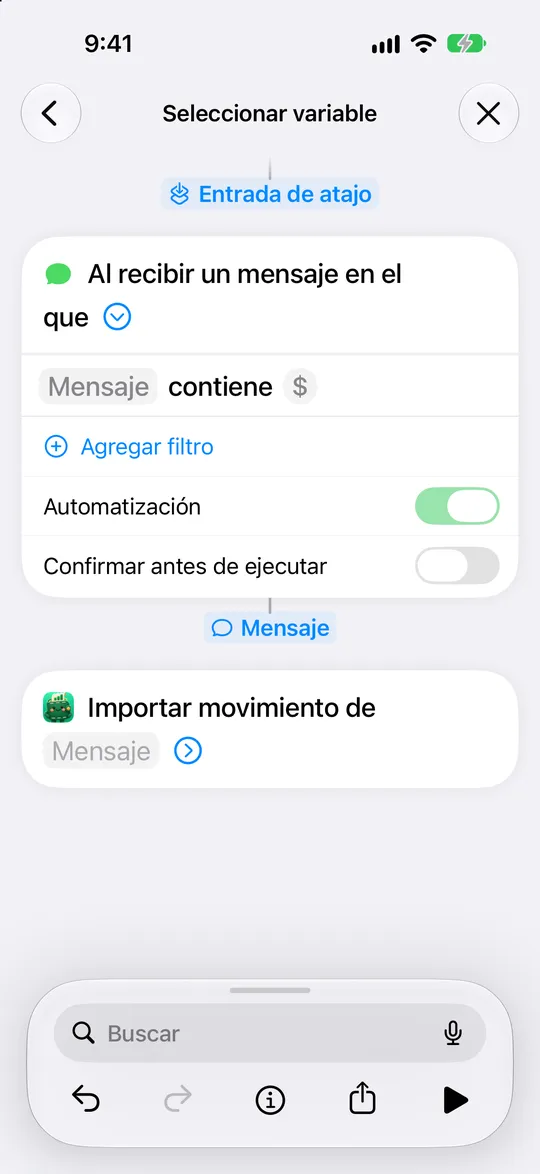 9:41
Seleccionar variable
Entrada de atajo
Al recibir un mensaje en el
que
Mensaje contiene $
Agregar filtro
Automatización
Confirmar antes de ejecutar
Mensaje
Importar movimiento de
Mensaje
Buscar